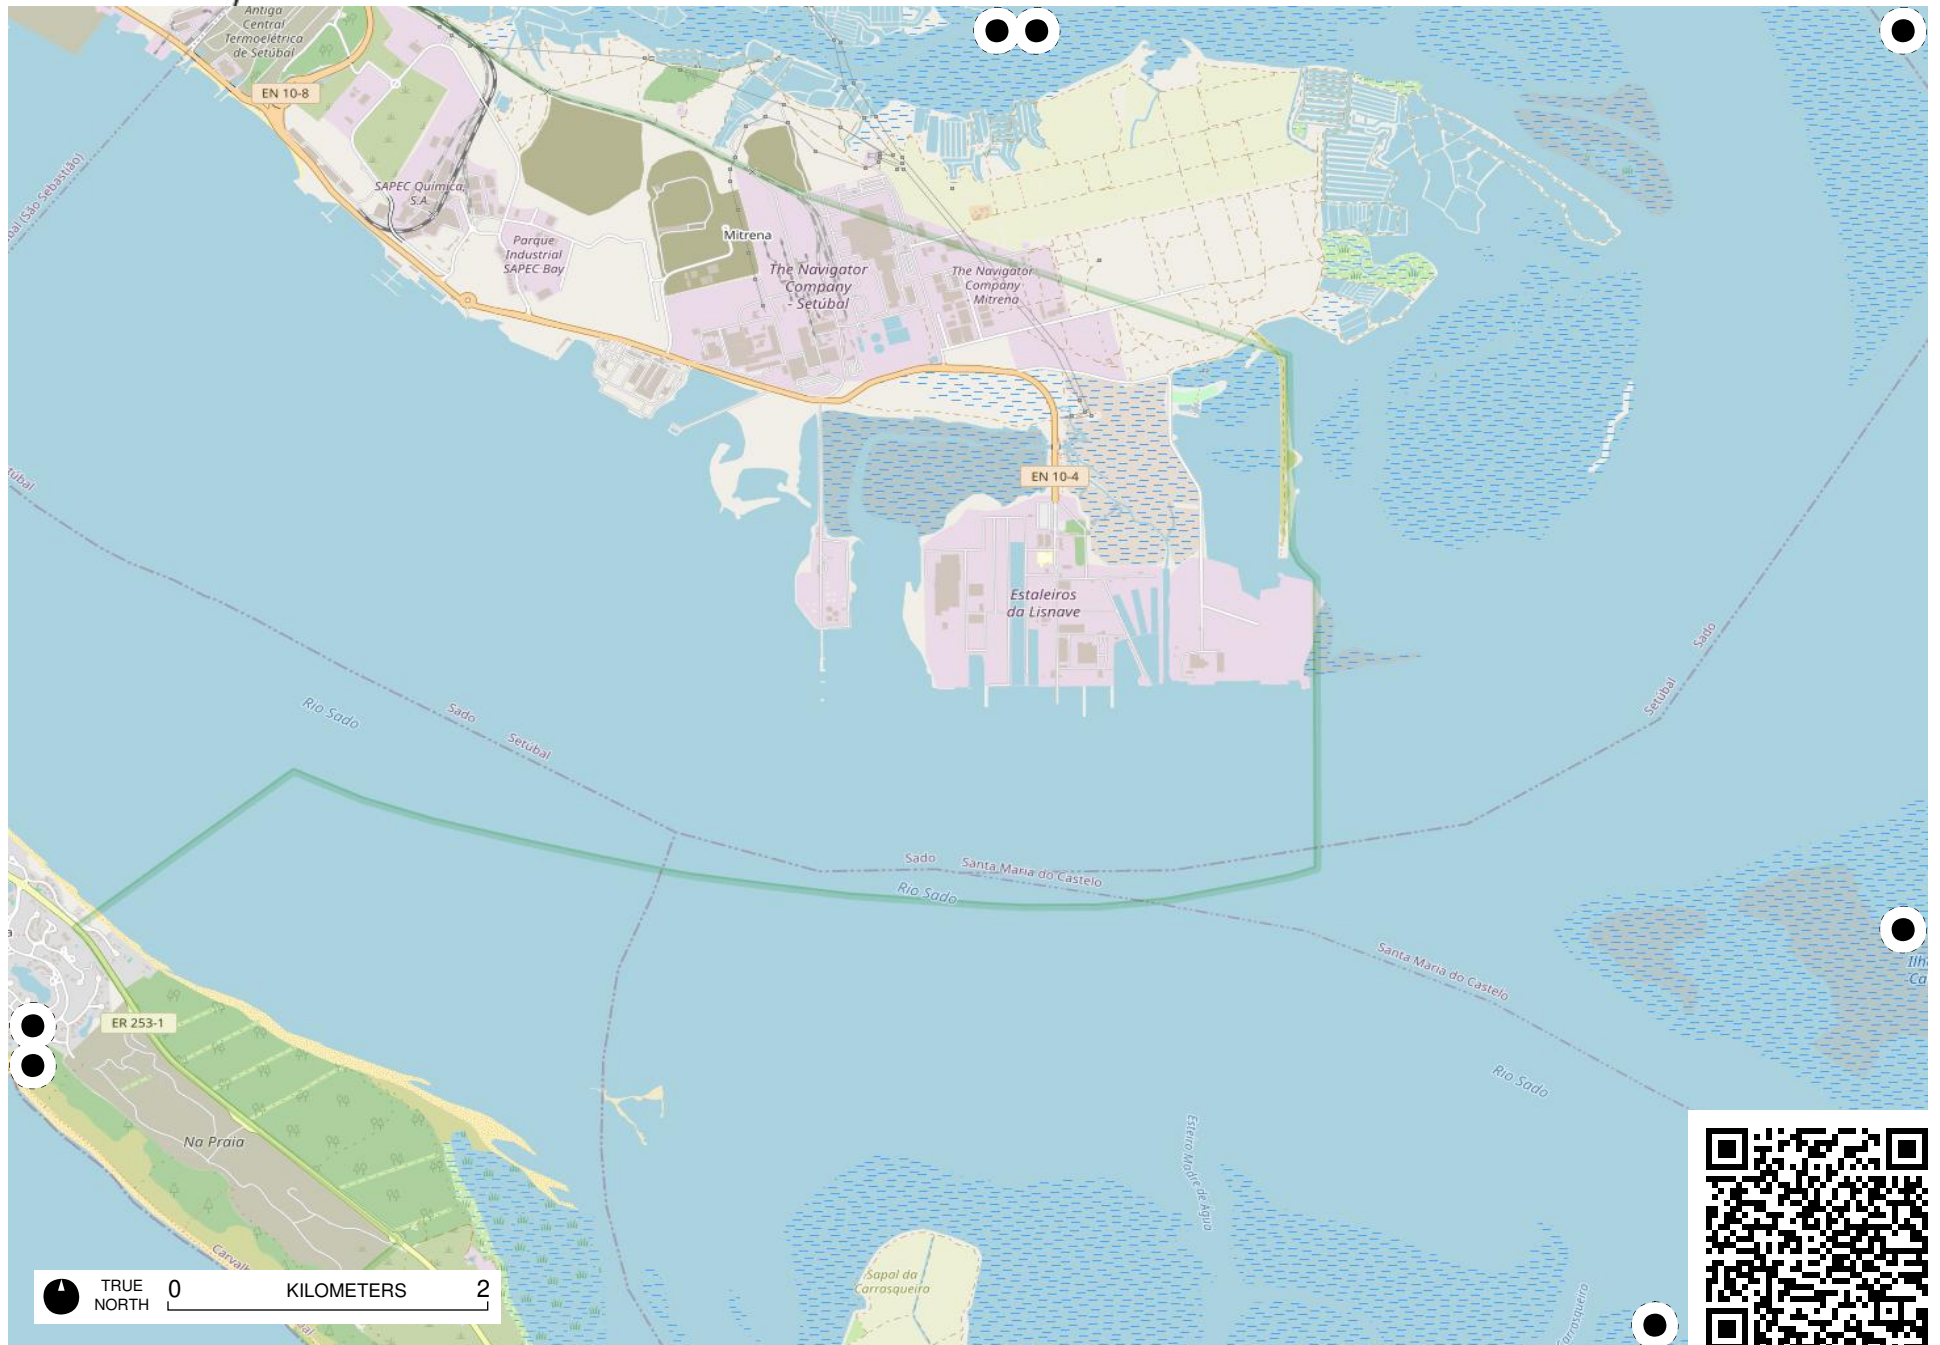 Antiga
Central
Termoelétrica
de Setúbal
EN 10-8
SAPEC Química,
S.A.
Parque
Industrial
SAPEC Bay
Mitrena
The Navigator
Company
- Setúbal
The Navigator
Company
- Mitrena
EN 10-4
Estaleiros
da Lisnave
Rio Sado
Sado
Setúbal
Sado
Setúbal
Sado
Santa Maria do Castelo
Rio Sado
Santa Maria do Castelo
ER 253-1
Rio Sado
Na Praia
Esteiro Madre de Água
Sapal da
Carrasqueira
TRUE
NORTH
0 KILOMETERS 2